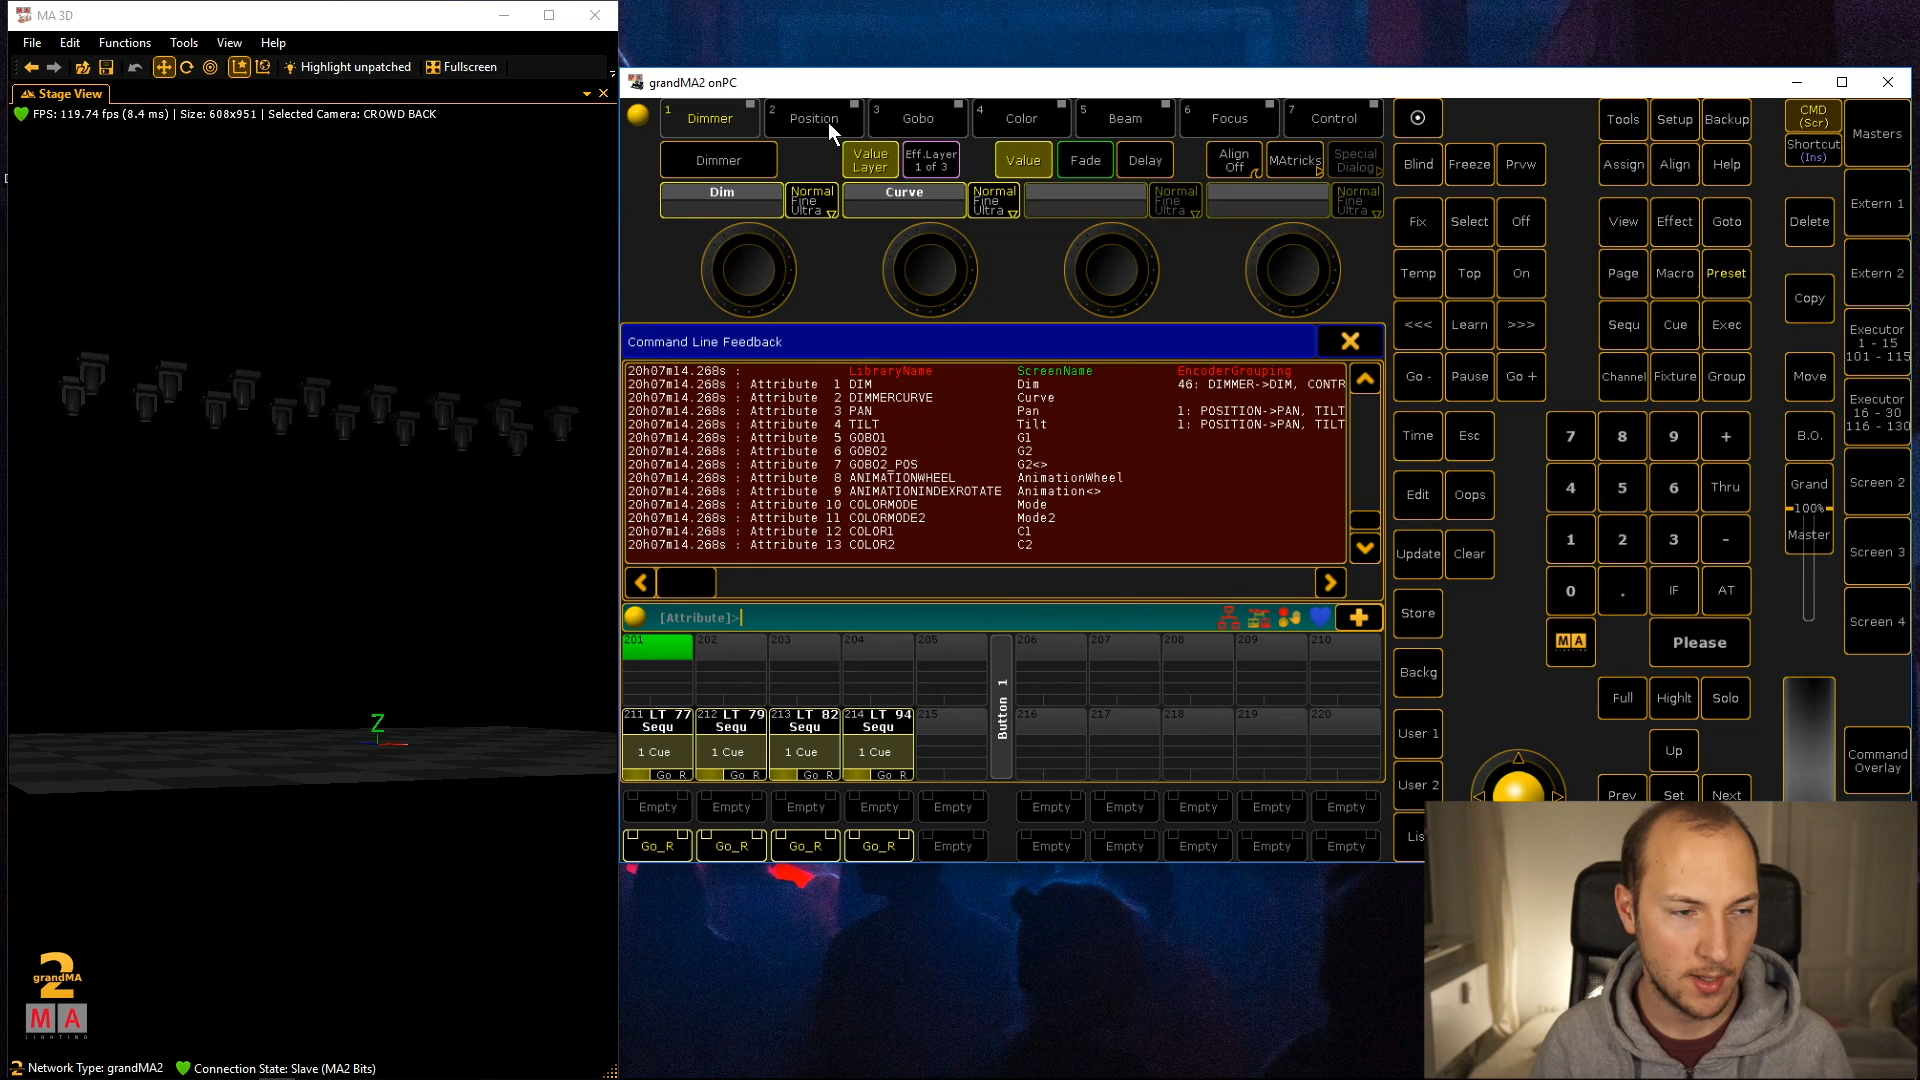 MA 3D
File Edit Functions Tools View Help
Highlight unpatched Fullscreen
Stage View
FPS: 119.74 fps (8.4 ms) | Size: 608x951 | Selected Camera: CROWD BACK
Z
2
grandMA
MA
LIGHTING
Network Type: grandMA2 Connection State: Slave (MA2 Bits)
grandMA2 onPC
1 Dimmer 2 Position 3 Gobo 4 Color 5 Beam 6 Focus 7 Control
Dimmer Value Layer Eff.Layer 1 of 3 Value Fade Delay Align Off MAtricks Special Dialog
Dim Normal Fine Ultra Curve Normal Fine Ultra Normal Fine Ultra Normal Fine Ultra
Command Line Feedback
20h07m14.268s : LibraryName ScreenName EncoderGrouping
20h07m14.268s : Attribute 1 DIM Dim 46: DIMMER->DIM, CONTR
20h07m14.268s : Attribute 2 DIMMERCURVE Curve
20h07m14.268s : Attribute 3 PAN Pan 1: POSITION->PAN, TILT
20h07m14.268s : Attribute 4 TILT Tilt 1: POSITION->PAN, TILT
20h07m14.268s : Attribute 5 GOBO1 G1
20h07m14.268s : Attribute 6 GOBO2 G2
20h07m14.268s : Attribute 7 GOBO2_POS G2<>
20h07m14.268s : Attribute 8 ANIMATIONWHEEL AnimationWheel
20h07m14.268s : Attribute 9 ANIMATIONINDEXROTATE Animation<>
20h07m14.268s : Attribute 10 COLORMODE Mode
20h07m14.268s : Attribute 11 COLORMODE2 Mode2
20h07m14.268s : Attribute 12 COLOR1 C1
20h07m14.268s : Attribute 13 COLOR2 C2
[Attribute]>
201 202 203 204 205 206 207 208 209 210
Button 1
211 LT 77 212 LT 79 213 LT 82 214 LT 94 215 216 217 218 219 220
Sequ Sequ Sequ Sequ
1 Cue 1 Cue 1 Cue 1 Cue
Go R Go R Go R Go R
Empty Empty Empty Empty Empty Empty Empty Empty Empty Empty
Go_R Go_R Go_R Go_R Empty Empty Empty Empty Empty Empty
Tools Setup Backup
Blind Freeze Prvw Assign Align Help
Fix Select Off View Effect Goto
Temp Top On Page Macro Preset
<<< Learn >>> Sequ Cue Exec
Go - Pause Go + Channel Fixture Group
Time Esc 7 8 9 +
Edit Oops 4 5 6 Thru
Update Clear 1 2 3 -
Store 0 . IF AT
MA Please
Backg Full Highlt Solo
User 1 Up
User 2 Prev Set Next
CMD
(Scr)
Shortcut
(Ins)
Delete
Copy
Move
B.O.
Grand
100%
Master
Masters
Extern 1
Extern 2
Executor
1 - 15
101 - 115
Executor
16 - 30
116 - 130
Screen 2
Screen 3
Screen 4
Command
Overlay